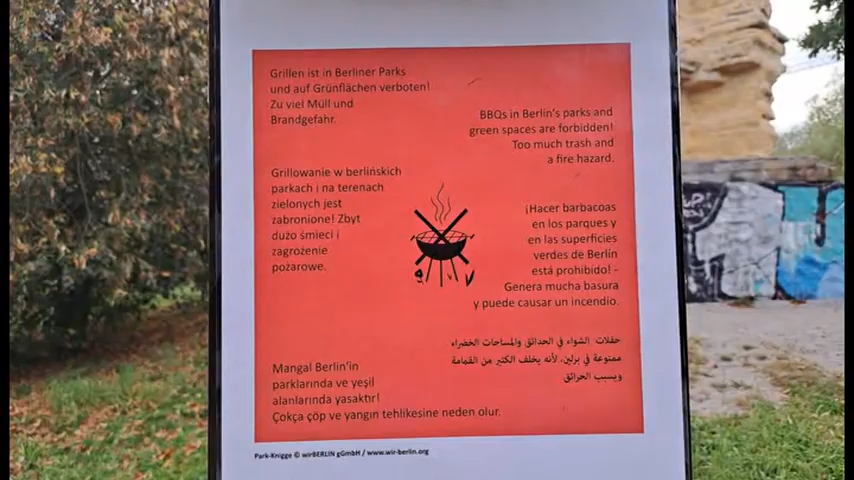 Grillen ist in Berliner Parks
und auf Grünflächen verboten!
Zu viel Müll und
Brandgefahr.
BBQs in Berlin's parks and
green spaces are forbidden!
Too much trash and
a fire hazard.
Grillowanie w berlińskich
parkach i na terenach
zielonych jest
zabronione! Zbyt
dużo śmieci i
zagrożenie
pożarowe.
¡Hacer barbacoas
en los parques y
en las superficies
verdes de Berlín
está prohibido! -
Genera mucha basura
y puede causar un incendio.
حفلات الشواء في الحدائق والمساحات الخضراء
ممنوعة في برلين، لأنه يخلف الكثير من القمامة
ويسبب الحرائق
Mangal Berlin'in
parklarında ve yeşil
alanlarında yasaktır!
Çokça çöp ve yangın tehlikesine neden olur.
Park-Knigge © wirBERLIN gGmbH / www.wir-berlin.org